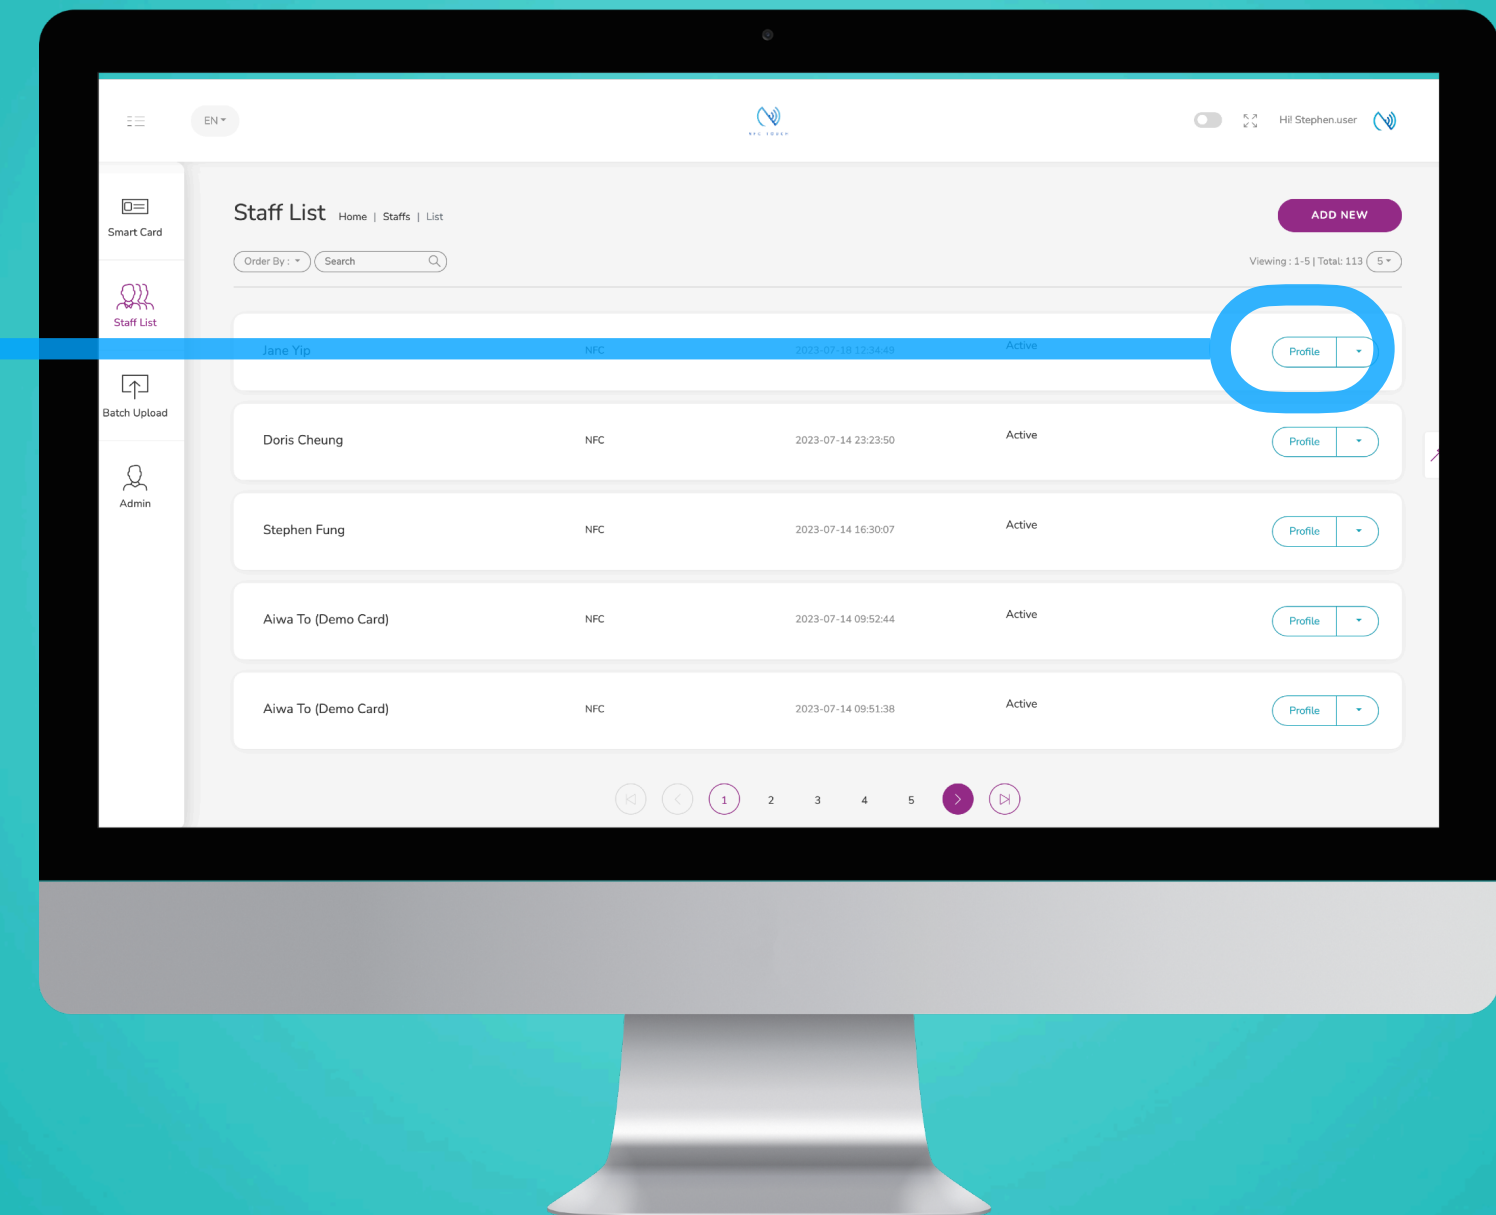 EN
NFC TOUCH
Hi! Stephen.user
Smart Card
Staff List
Batch Upload
Admin
Staff List Home | Staffs | List
ADD NEW
Order By : Search
Viewing : 1-5 | Total: 113 5
Jane Yip NFC 2023-07-18 12:34:49 Active Profile
Doris Cheung NFC 2023-07-14 23:23:50 Active Profile
Stephen Fung NFC 2023-07-14 16:30:07 Active Profile
Aiwa To (Demo Card) NFC 2023-07-14 09:52:44 Active Profile
Aiwa To (Demo Card) NFC 2023-07-14 09:51:38 Active Profile
1 2 3 4 5